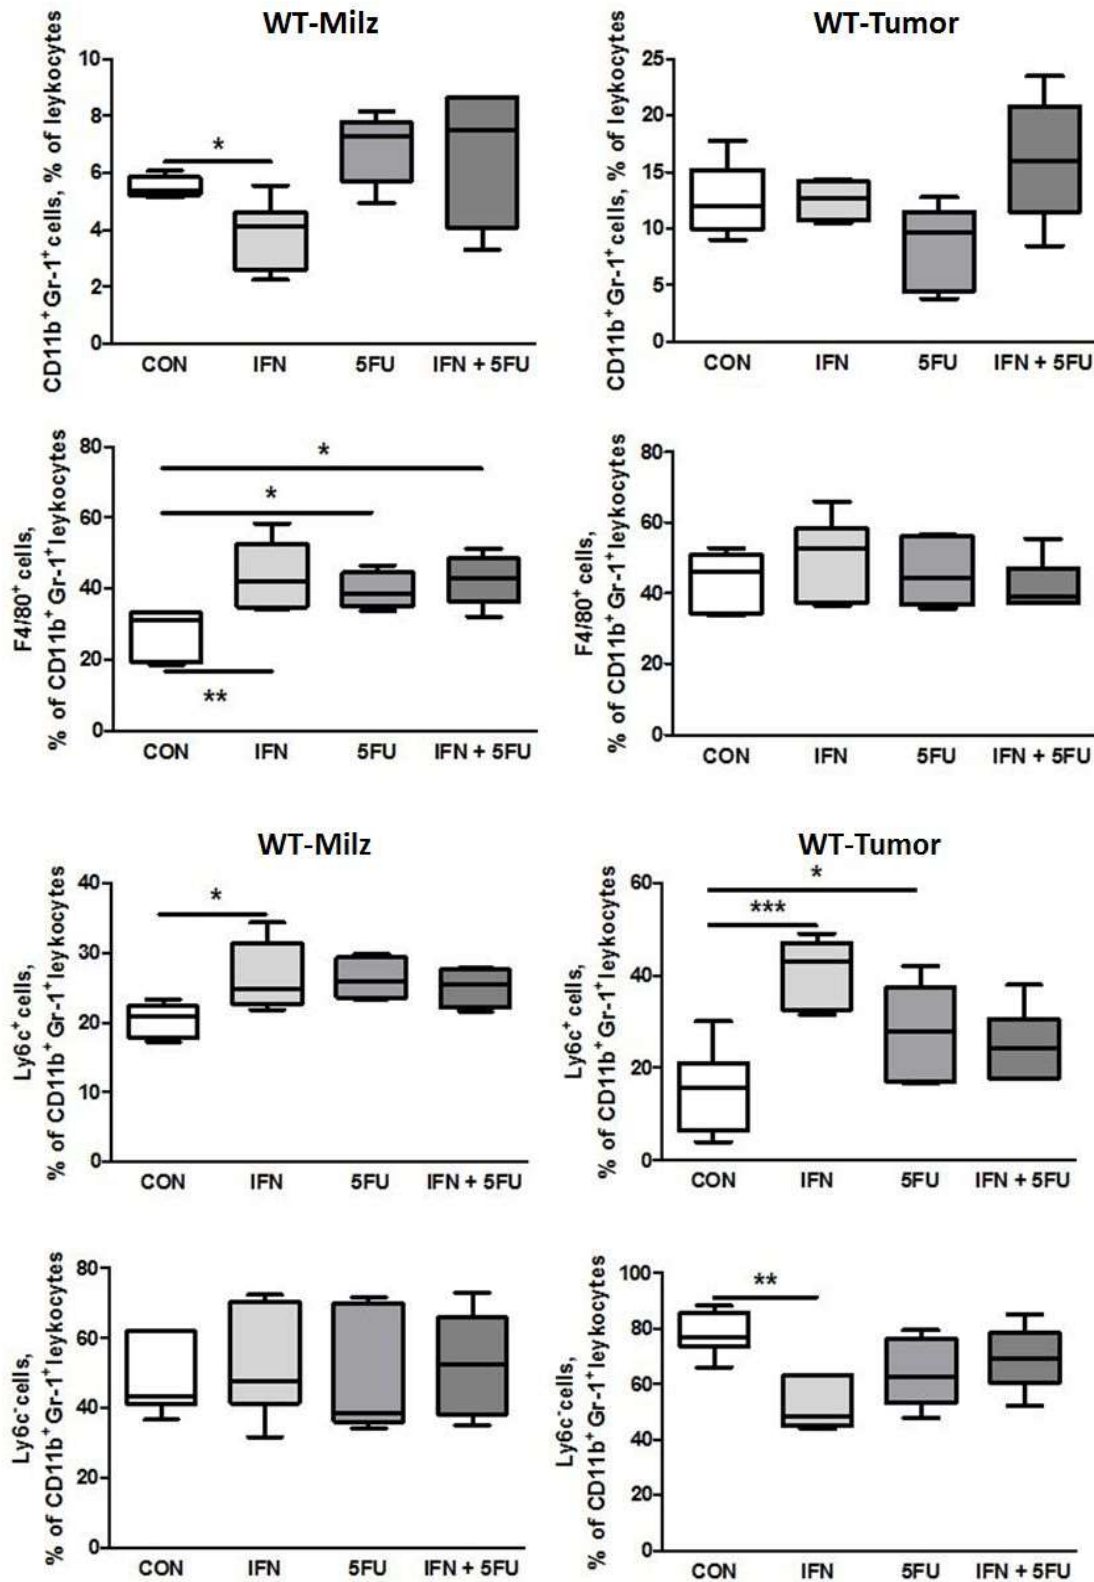 WT-Milz
CD11b⁺Gr-1⁺cells, % of leykocytes
10
8
6
4
2
0
*
CON IFN 5FU IFN + 5FU
WT-Tumor
CD11b⁺Gr-1⁺cells, % of leykocytes
25
20
15
10
5
0
CON IFN 5FU IFN + 5FU
F4/80⁺ cells,
% of CD11b⁺Gr-1⁺leykocytes
80
60
40
20
0
*
*
**
CON IFN 5FU IFN + 5FU
F4/80⁺ cells,
% of CD11b⁺Gr-1⁺leykocytes
80
60
40
20
0
CON IFN 5FU IFN + 5FU
WT-Milz
Ly6c⁺ cells,
% of CD11b⁺Gr-1⁺leykocytes
40
30
20
10
0
*
CON IFN 5FU IFN + 5FU
WT-Tumor
Ly6c⁺ cells,
% of CD11b⁺Gr-1⁺leykocytes
60
40
20
0
*
***
CON IFN 5FU IFN + 5FU
Ly6c⁻cells,
% of CD11b⁺Gr-1⁺leykocytes
80
60
40
20
0
CON IFN 5FU IFN + 5FU
Ly6c⁻cells,
% of CD11b⁺Gr-1⁺leykocytes
100
80
60
40
20
0
**
CON IFN 5FU IFN + 5FU